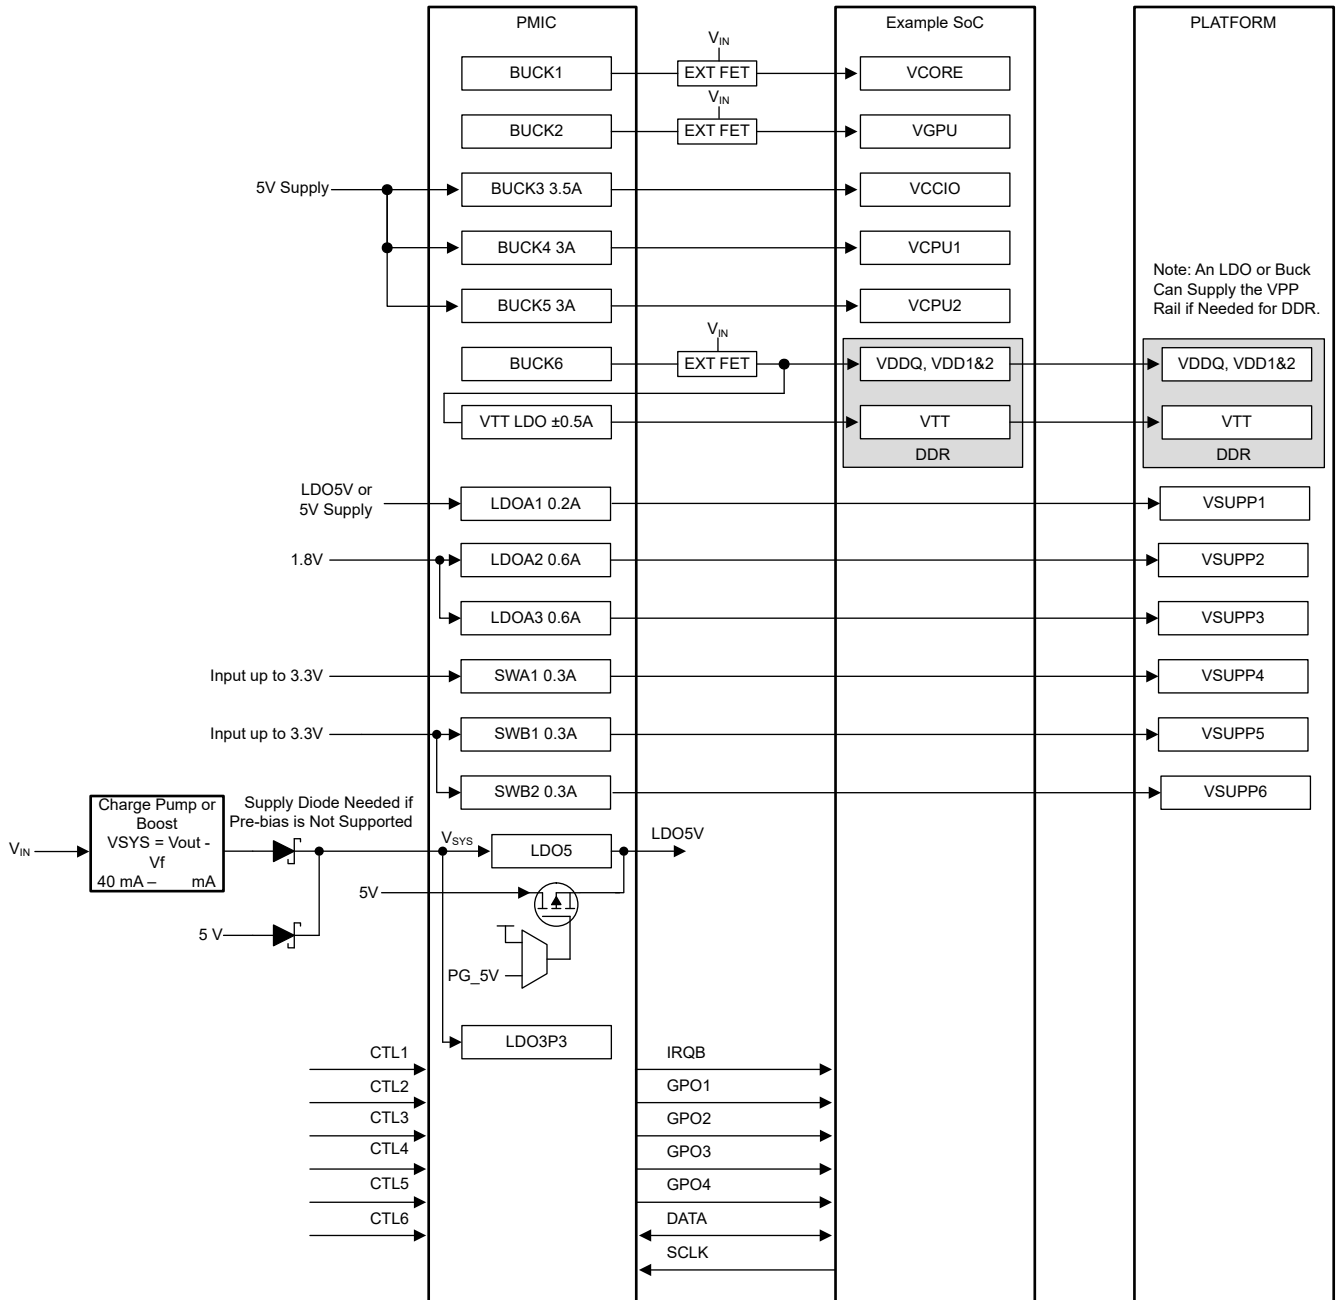 PMIC
Example SoC
PLATFORM
VIN
BUCK1
EXT FET
VCORE
VIN
BUCK2
EXT FET
VGPU
5V Supply
BUCK3 3.5A
VCCIO
BUCK4 3A
VCPU1
Note: An LDO or Buck
Can Supply the VPP
Rail if Needed for DDR.
BUCK5 3A
VCPU2
VIN
BUCK6
EXT FET
VDDQ, VDD1&2
VDDQ, VDD1&2
VTT LDO ±0.5A
VTT
VTT
DDR
DDR
LDO5V or
5V Supply
LDOA1 0.2A
VSUPP1
1.8V
LDOA2 0.6A
VSUPP2
LDOA3 0.6A
VSUPP3
Input up to 3.3V
SWA1 0.3A
VSUPP4
Input up to 3.3V
SWB1 0.3A
VSUPP5
SWB2 0.3A
VSUPP6
Charge Pump or
Boost
VSYS = Vout -
Vf
40 mA – mA
Supply Diode Needed if
Pre-bias is Not Supported
VIN
VSYS
LDO5
LDO5V
5V
5 V
PG_5V
LDO3P3
CTL1
IRQB
CTL2
GPO1
CTL3
GPO2
CTL4
GPO3
CTL5
GPO4
CTL6
DATA
SCLK